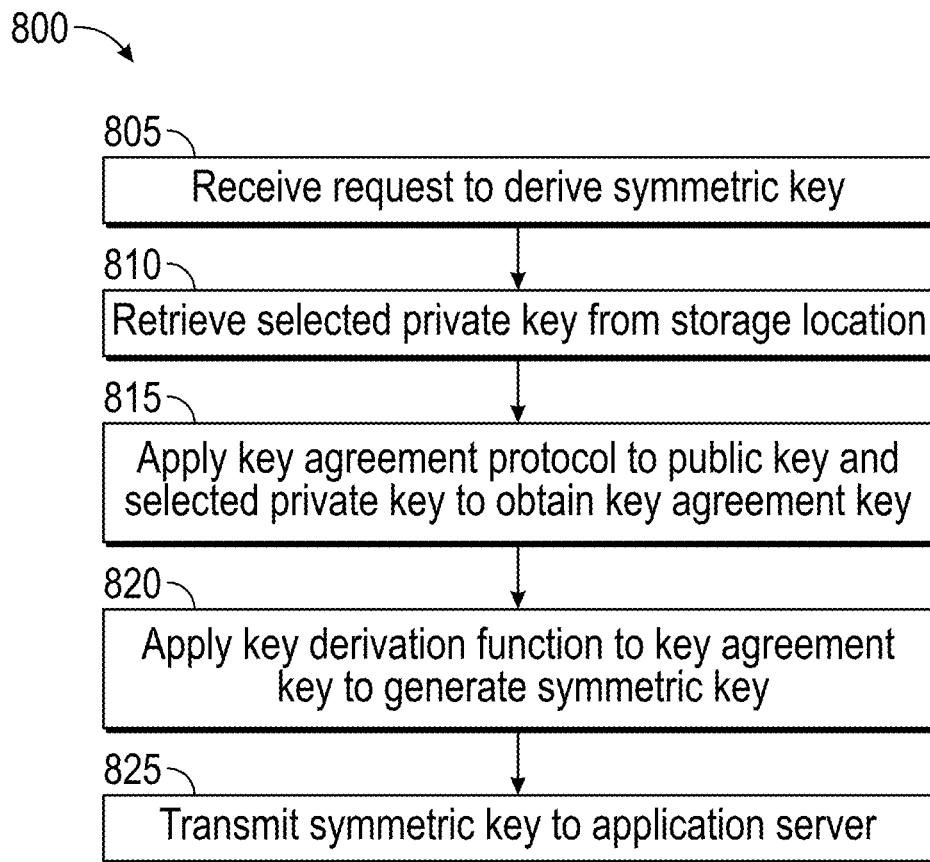 800
805
Receive request to derive symmetric key
810
Retrieve selected private key from storage location
815
Apply key agreement protocol to public key and
selected private key to obtain key agreement key
820
Apply key derivation function to key agreement
key to generate symmetric key
825
Transmit symmetric key to application server